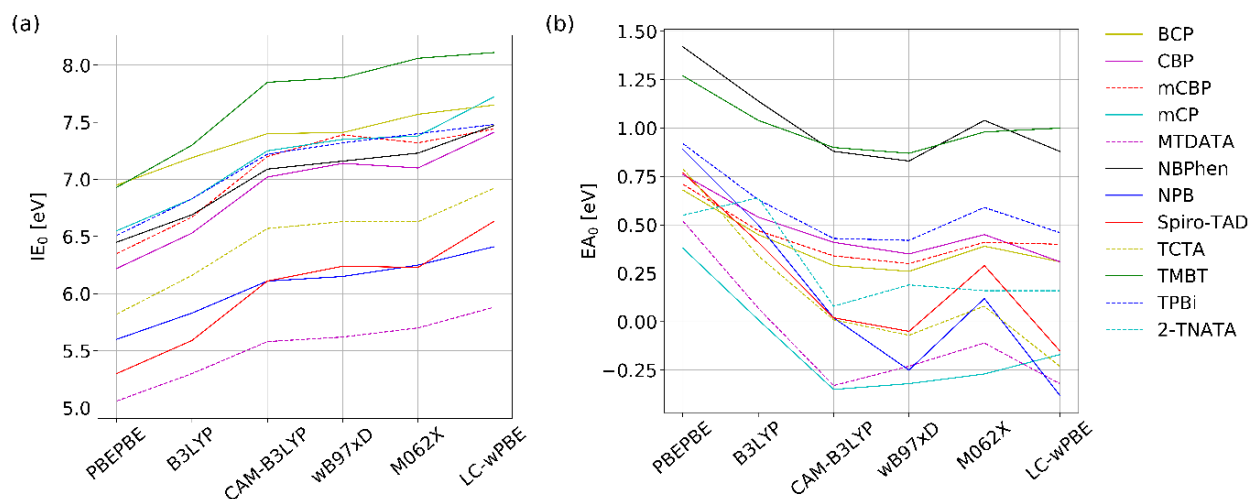 (a)
IE0 [eV]
8.0
7.5
7.0
6.5
6.0
5.5
5.0
PBEPBE
B3LYP
CAM-B3LYP
wB97xD
M062X
LC-wPBE
(b)
EA0 [eV]
1.50
1.25
1.00
0.75
0.50
0.25
0.00
−0.25
PBEPBE
B3LYP
CAM-B3LYP
wB97xD
M062X
LC-wPBE
BCP
CBP
mCBP
mCP
MTDATA
NBPhen
NPB
Spiro-TAD
TCTA
TMBT
TPBi
2-TNATA